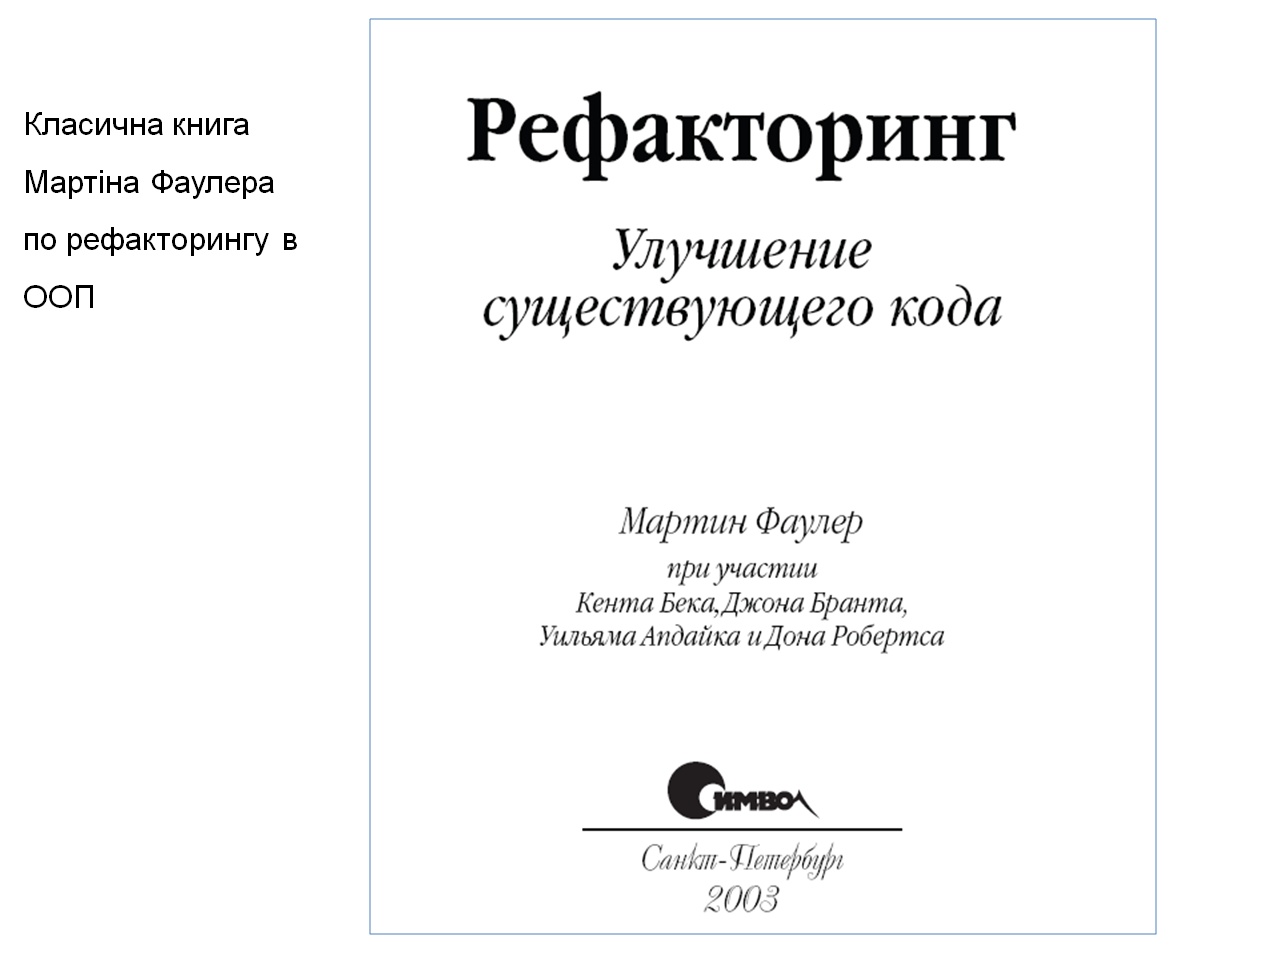 Класична книга
Мартіна Фаулера
по рефакторингу в
ООП
Рефакторинг
Улучшение
существующего кода
Мартин Фаулер
при участии
Кента Бека, Джона Бранта,
Уильяма Апдайка и Дона Робертса
Символ
Санкт-Петербург
2003